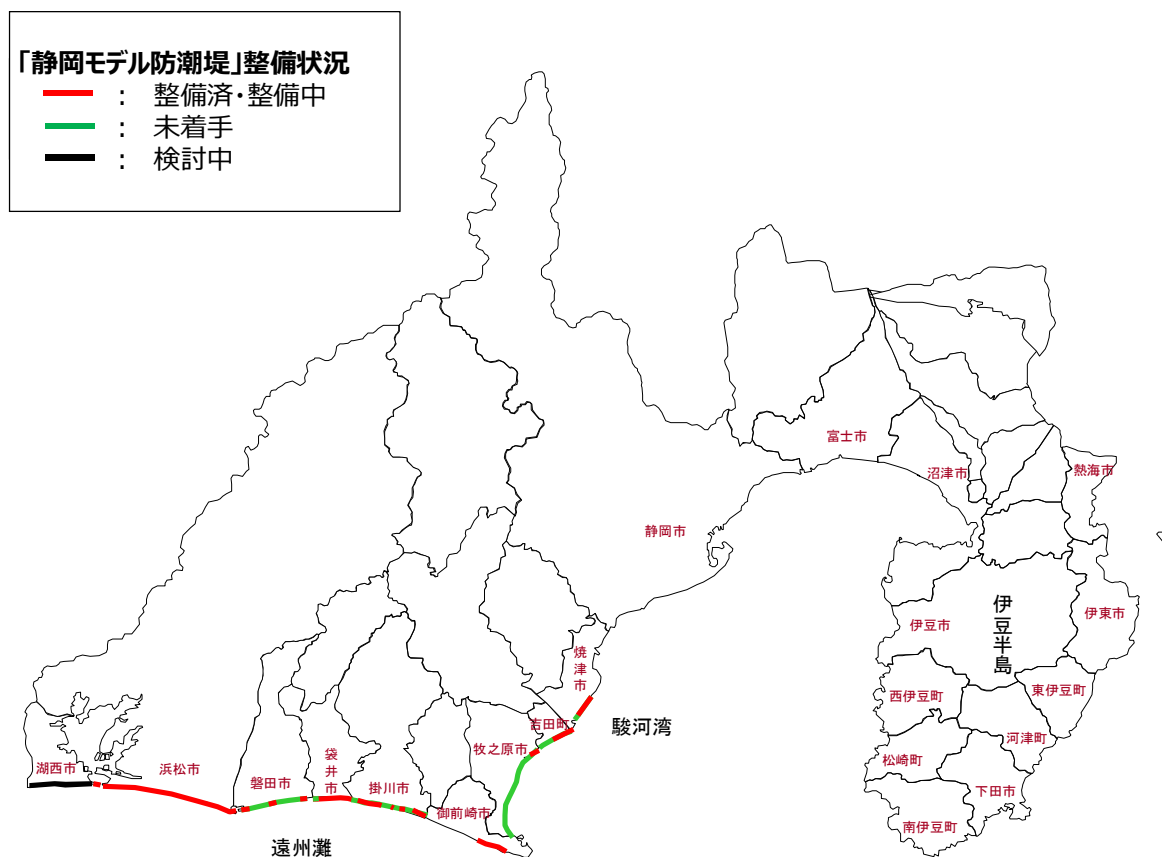 「静岡モデル防潮堤」整備状況
： 整備済・整備中
： 未着手
： 検討中
富士市
沼津市
熱海市
静岡市
伊豆半島
伊豆市
伊東市
焼津市
西伊豆町
東伊豆町
吉田町
駿河湾
牧之原市
河津町
松崎町
湖西市
浜松市
袋井市
磐田市
掛川市
下田市
御前崎市
南伊豆町
遠州灘